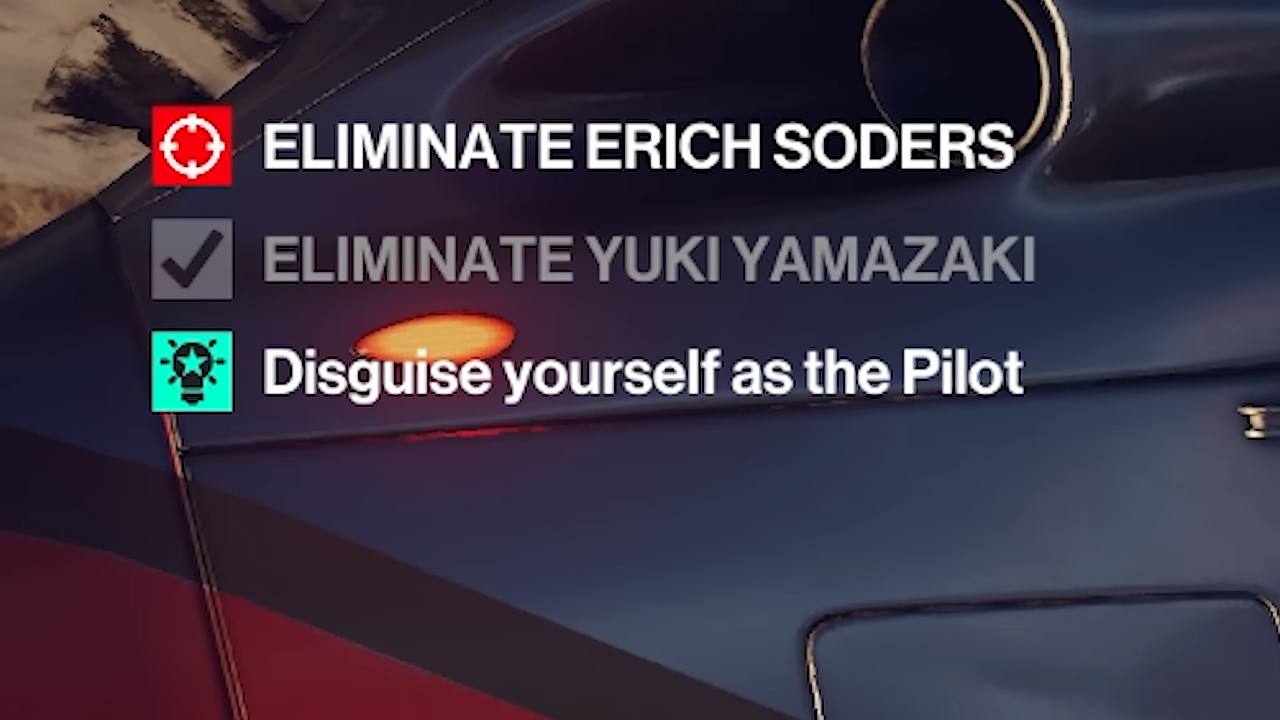 ELIMINATE ERICH SODERS
ELIMINATE YUKI YAMAZAKI
Disguise yourself as the Pilot